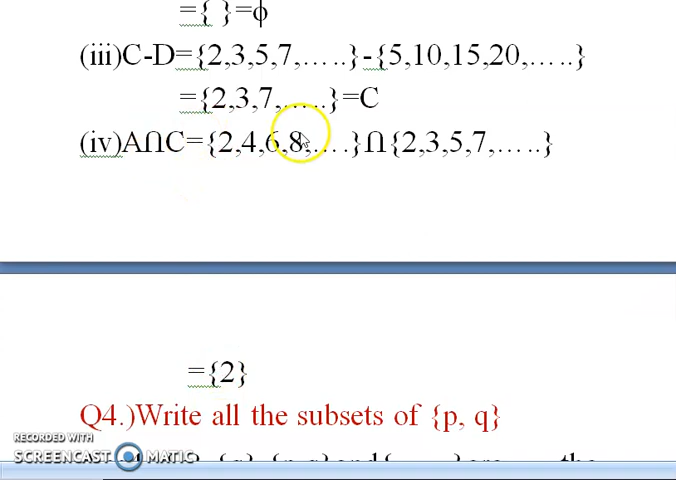 ={ }=ϕ
(iii)C-D={2,3,5,7,.....}-{5,10,15,20,.....}
={2,3,7,.....}=C
(iv)A∩C={2,4,6,8,....}∩{2,3,5,7,.....}
={2}
Q4.)Write all the subsets of {p, q}
RECORDED WITH
SCREENCAST MATIC